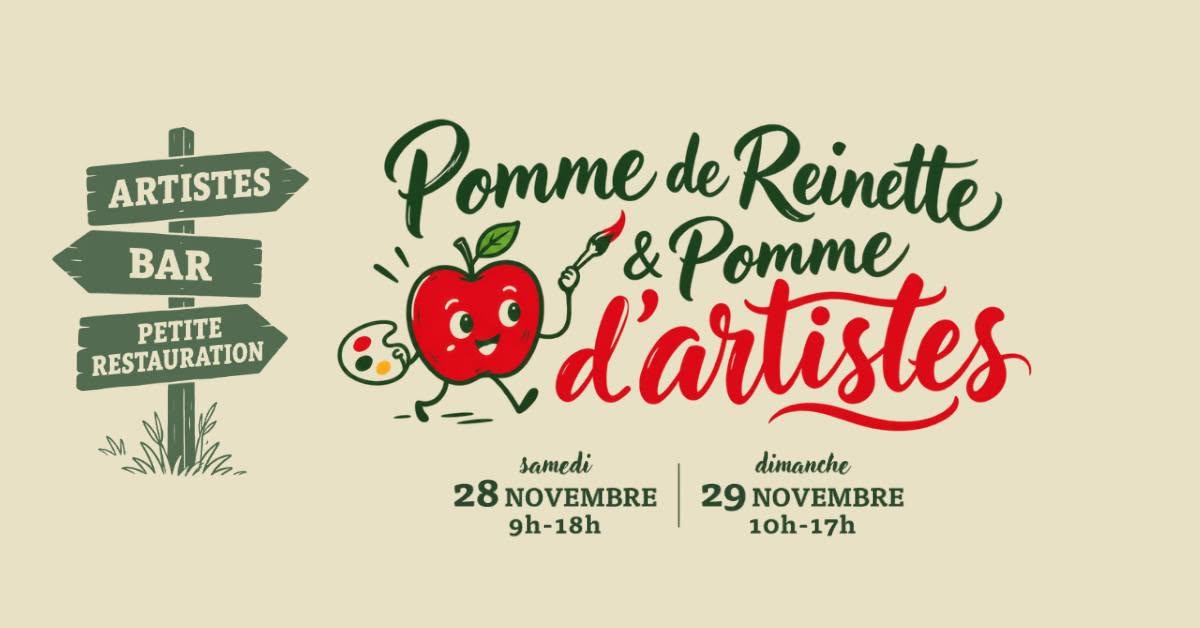 ARTISTES
BAR
PETITE
RESTAURATION
Pomme de Reinette
& Pomme
d'artistes
samedi
28 NOVEMBRE
9h-18h
dimanche
29 NOVEMBRE
10h-17h